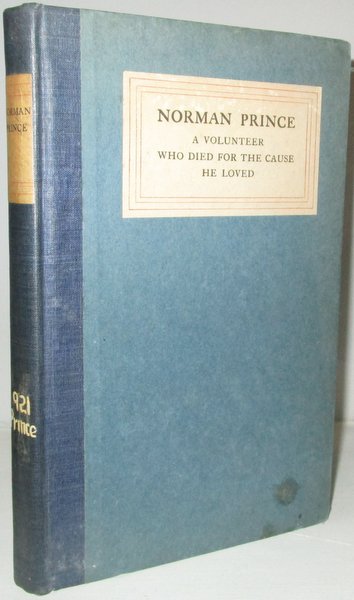 NORMAN PRINCE
A VOLUNTEER
WHO DIED FOR THE CAUSE
HE LOVED
NORMAN
PRINCE
921
Prince